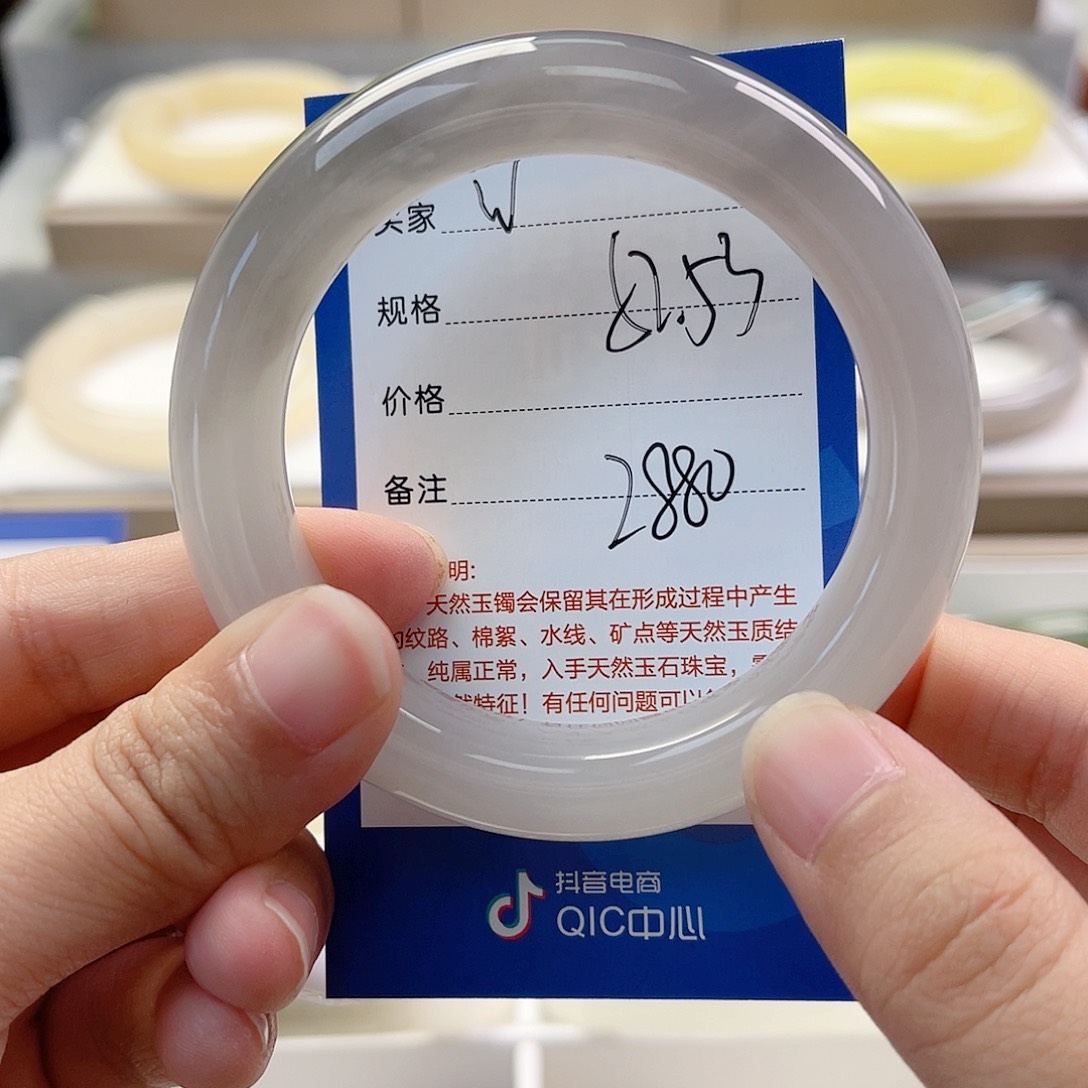 买家 W
规格
价格
备注 2880
明:
天然玉镯会保留其在形成过程中产生
的纹路、棉絮、水线、矿点等天然玉质结
纯属正常，入手天然玉石珠宝，
然特征！有任何问题可以
抖音电商
QIC中心